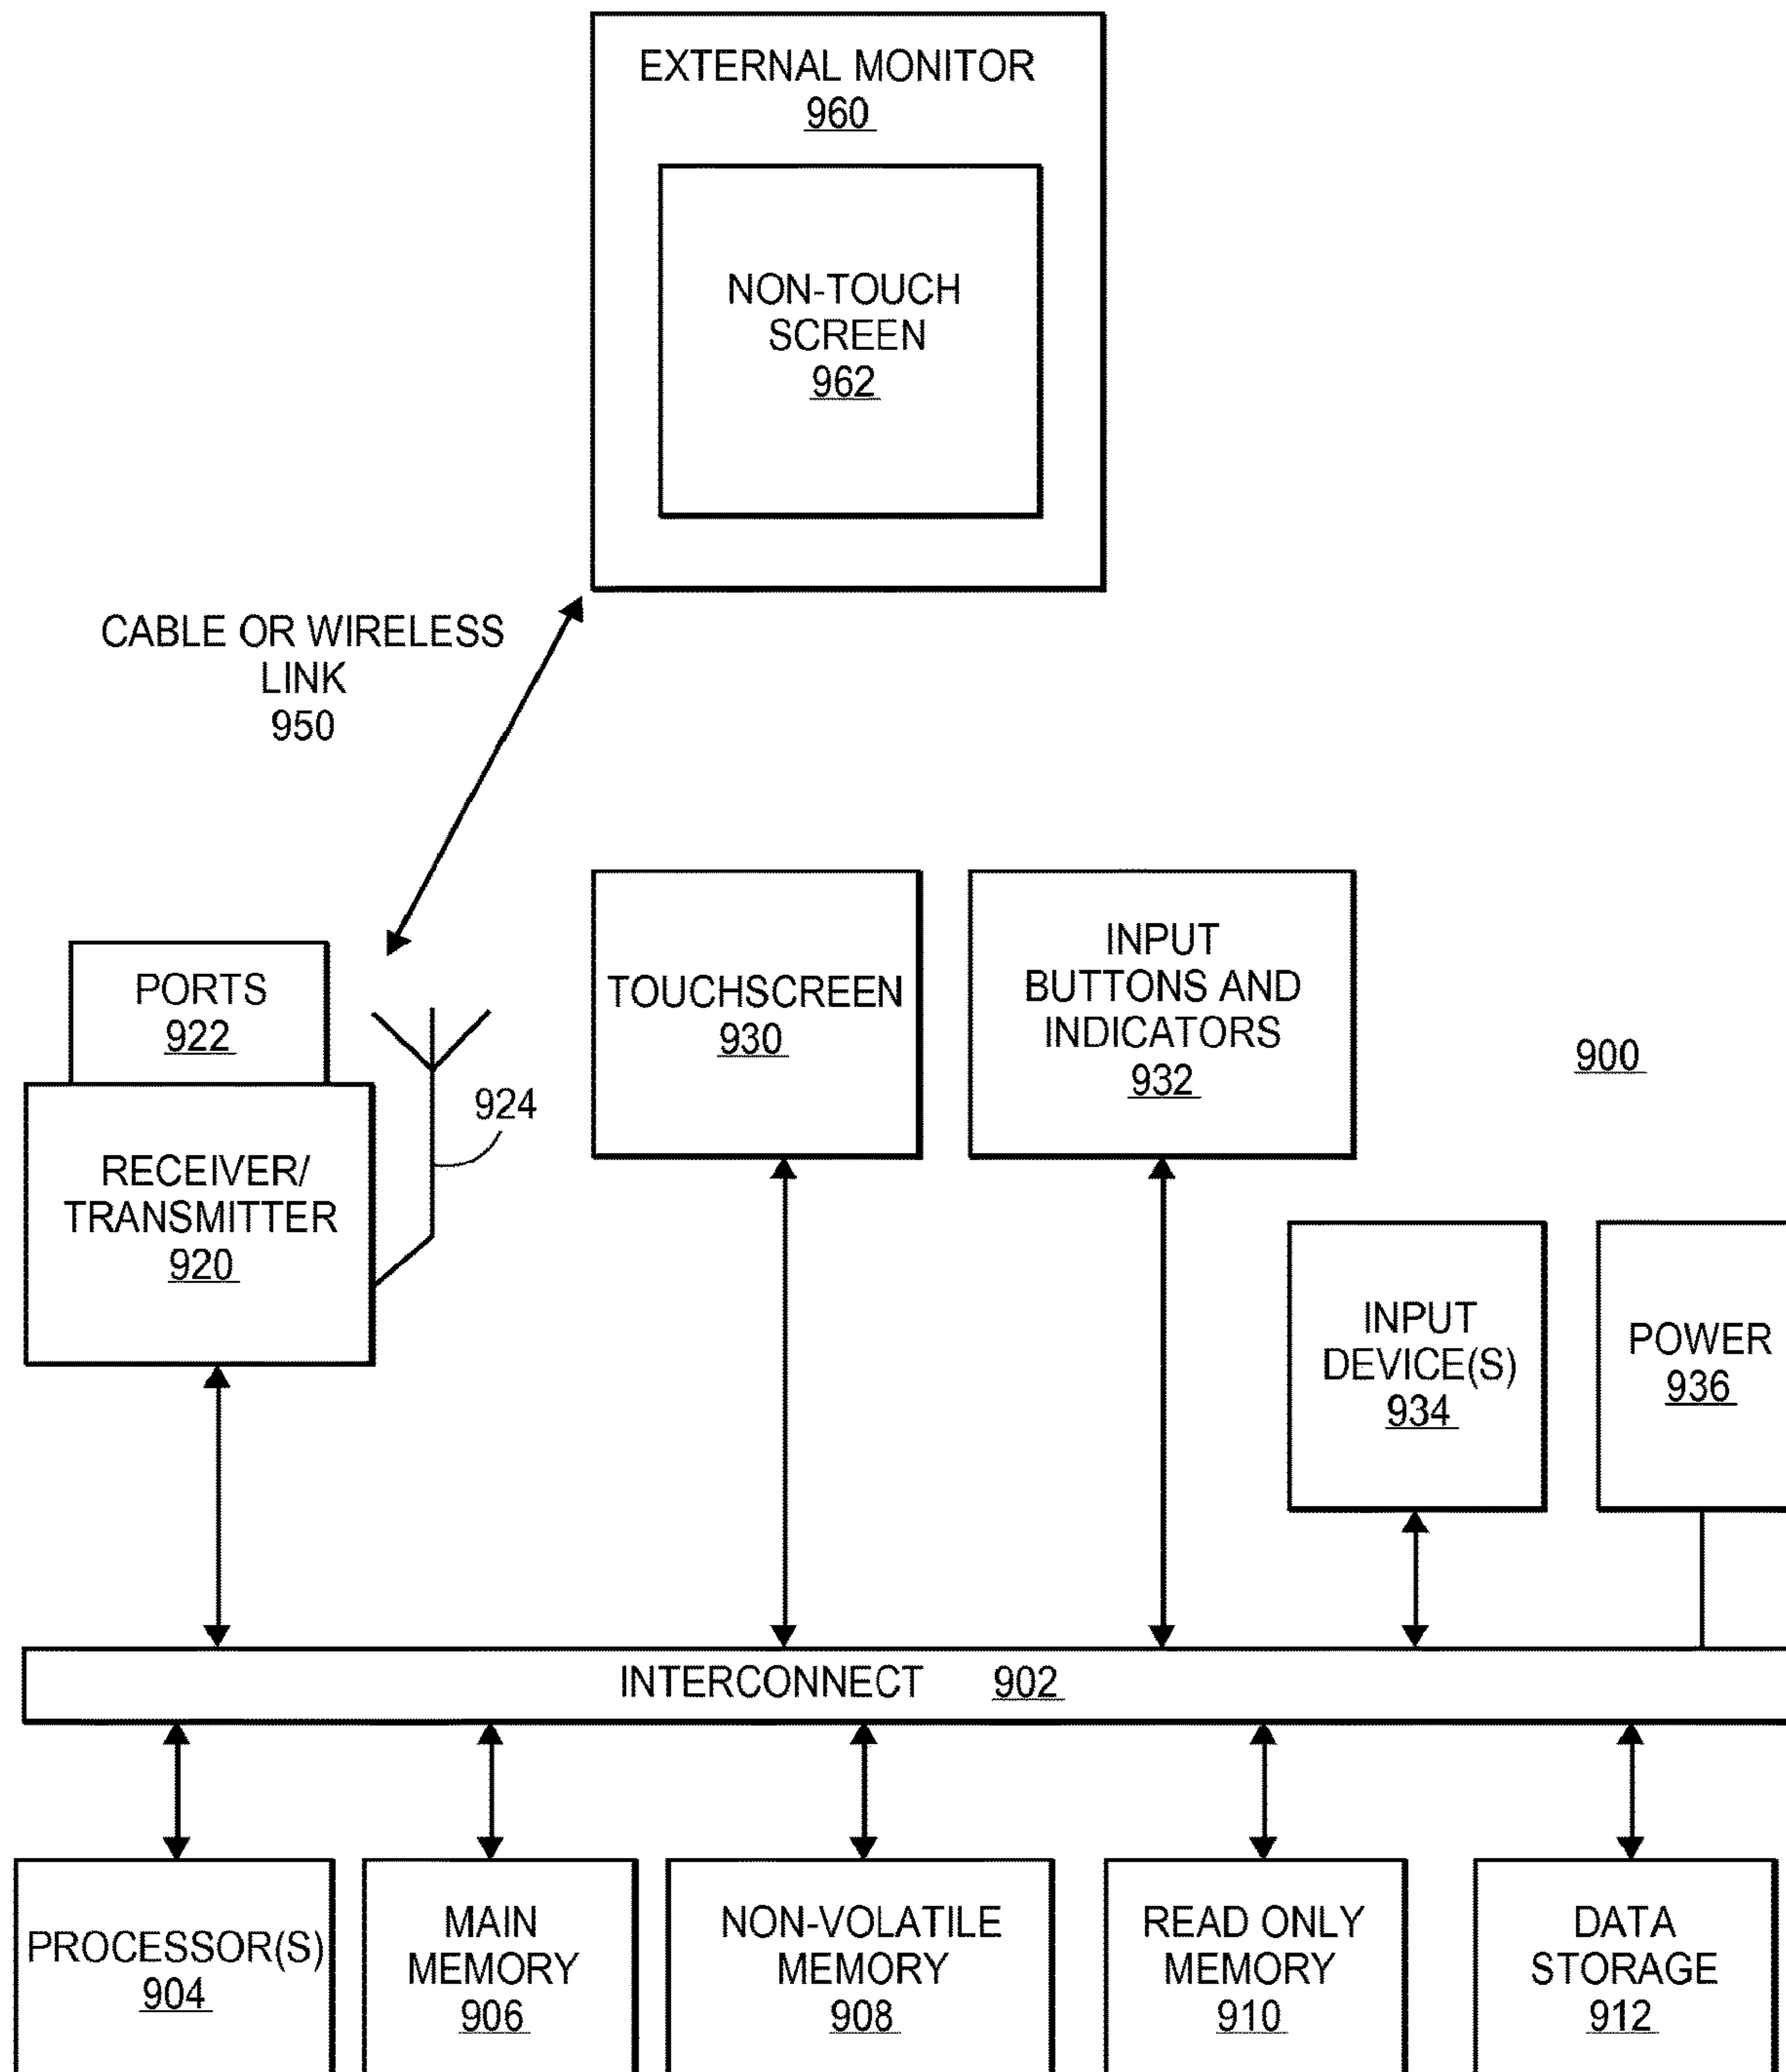 EXTERNAL MONITOR
960
NON-TOUCH
SCREEN
962
CABLE OR WIRELESS
LINK
950
PORTS
922
924
RECEIVER/
TRANSMITTER
920
TOUCHSCREEN
930
INPUT
BUTTONS AND
INDICATORS
932
900
INPUT
DEVICE(S)
934
POWER
936
INTERCONNECT 902
PROCESSOR(S)
904
MAIN
MEMORY
906
NON-VOLATILE
MEMORY
908
READ ONLY
MEMORY
910
DATA
STORAGE
912